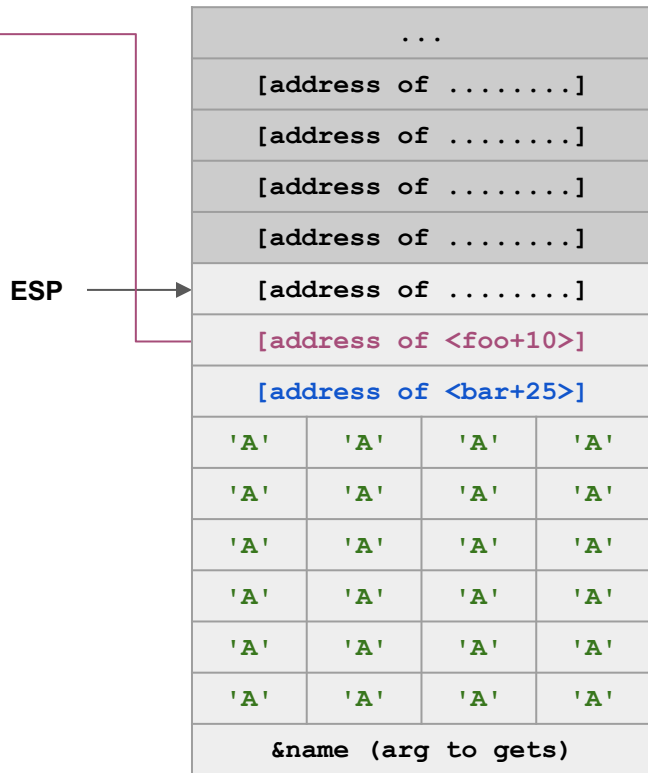 ...
[address of ........]
[address of ........]
[address of ........]
[address of ........]
ESP [address of ........]
[address of <foo+10>]
[address of <bar+25>]
'A' 'A' 'A' 'A'
'A' 'A' 'A' 'A'
'A' 'A' 'A' 'A'
'A' 'A' 'A' 'A'
'A' 'A' 'A' 'A'
'A' 'A' 'A' 'A'
&name (arg to gets)